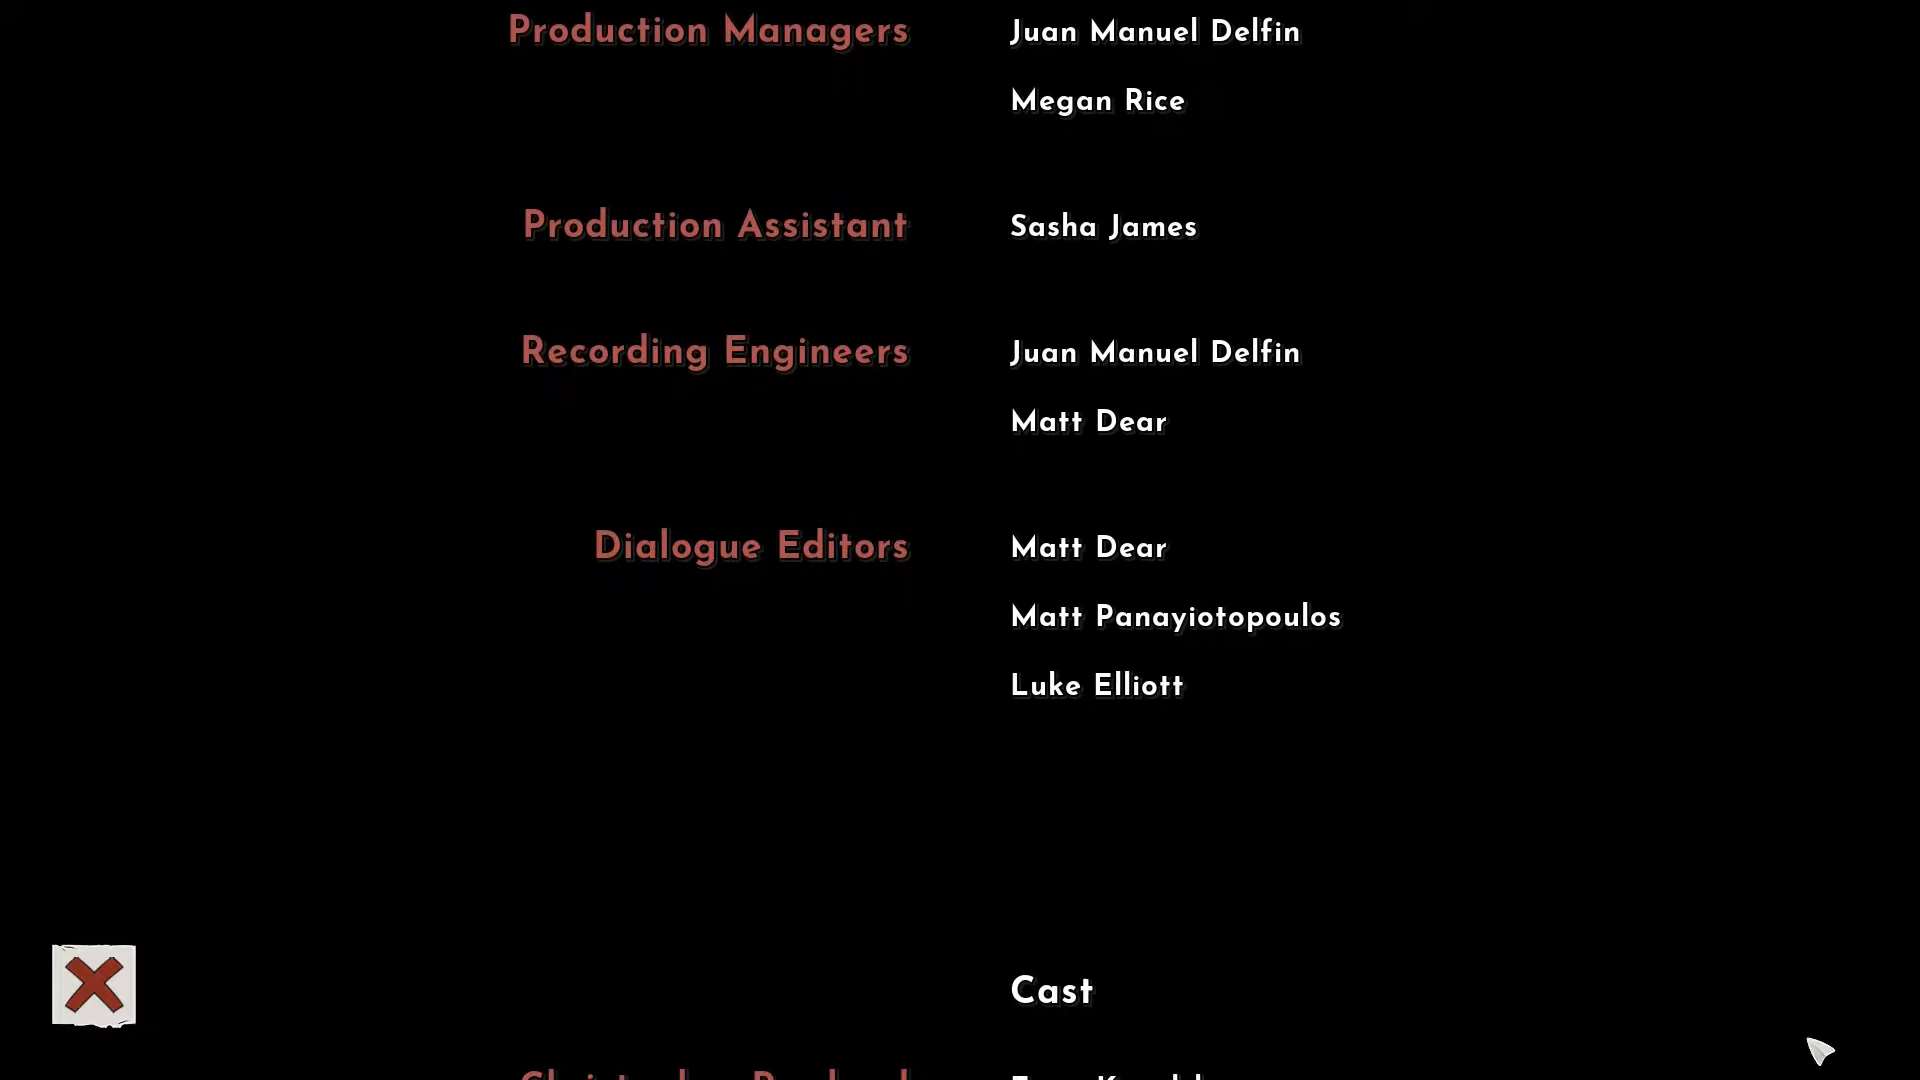 Production Managers Juan Manuel Delfin
Megan Rice
Production Assistant Sasha James
Recording Engineers Juan Manuel Delfin
Matt Dear
Dialogue Editors Matt Dear
Matt Panayiotopoulos
Luke Elliott
Cast